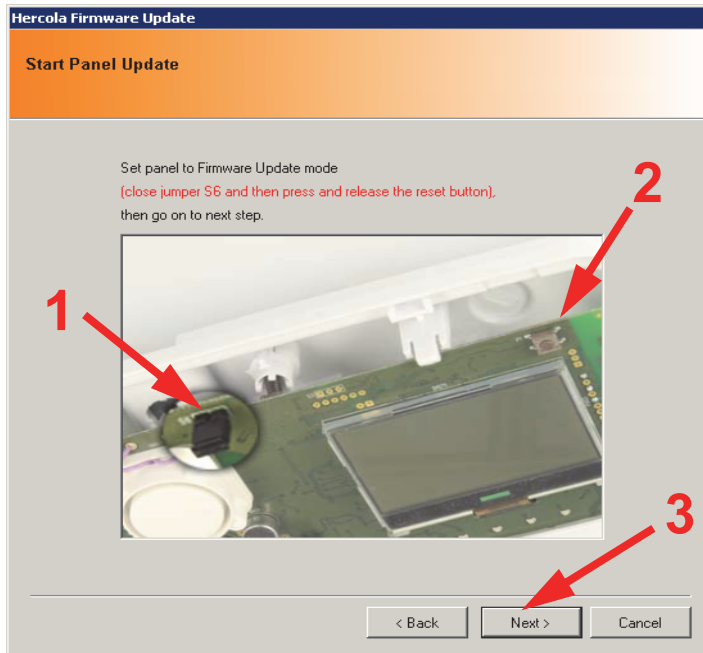 Hercola Firmware Update
Start Panel Update
Set panel to Firmware Update mode
(close jumper S6 and then press and release the reset button),
then go on to next step.
2
1
3
< Back
Next >
Cancel